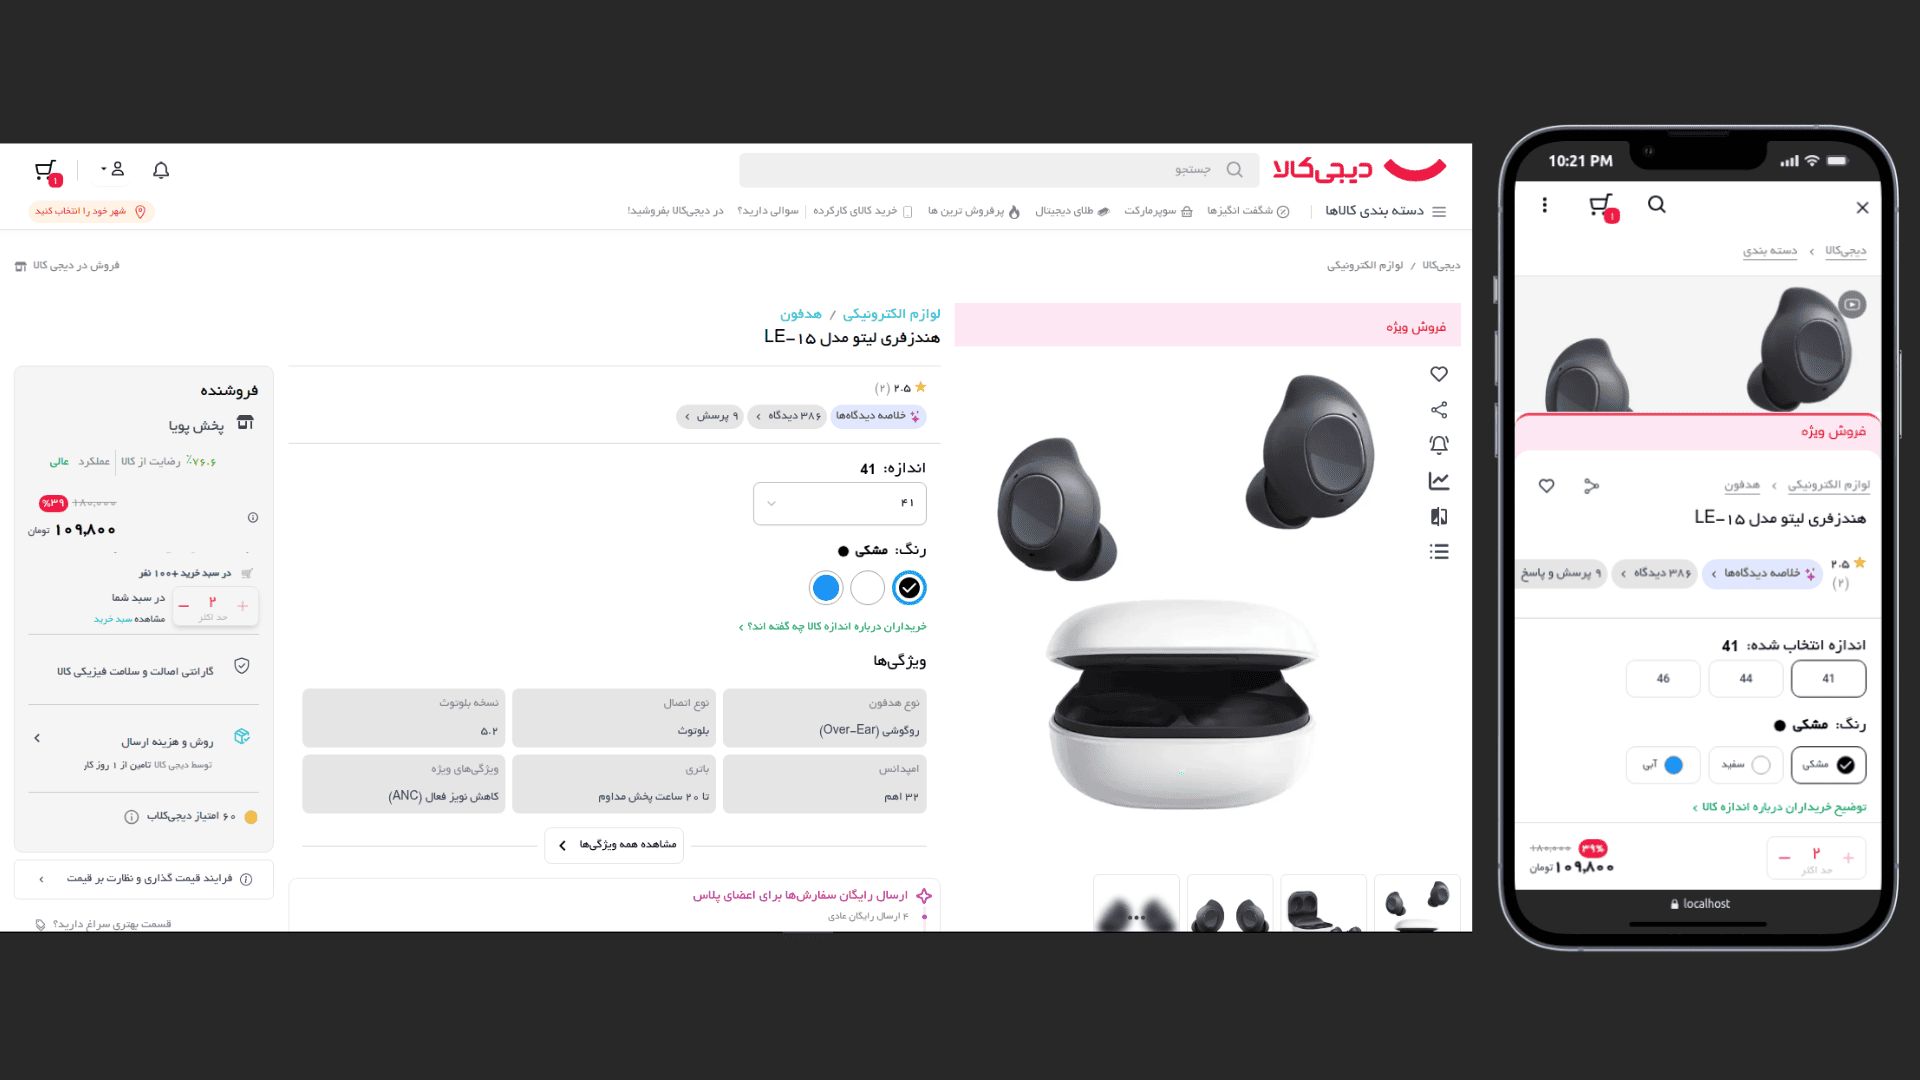 دیجی‌کالا
جستجو
۱
دسته بندی کالاها
شگفت انگیزها
سوپرمارکت
طلای دیجیتال
پرفروش ترین ها
خرید کالای کارکرده
سوالی دارید؟
در دیجی‌کالا بفروشید!
شهر خود را انتخاب کنید
دیجی‌کالا / لوازم الکترونیکی
فروش در دیجی کالا
فروش ویژه
لوازم الکترونیکی / هدفون
هندزفری لیتو مدل LE-۱۵
۲.۵ (۲)
خلاصه دیدگاه‌ها
۳۸۶ دیدگاه
۹ پرسش
اندازه: 41
۴۱
رنگ: مشکی
خریداران درباره اندازه کالا چه گفته اند؟
ویژگی‌ها
نوع هدفون
روگوشی (Over-Ear)
نوع اتصال
بلوتوث
نسخه بلوتوث
۵.۲
امپدانس
۳۲ اهم
باتری
تا ۲۰ ساعت پخش مداوم
ویژگی‌های ویژه
کاهش نویز فعال (ANC)
مشاهده همه ویژگی‌ها
ارسال رایگان سفارش‌ها برای اعضای پلاس
۴ ارسال رایگان عادی
فروشنده
پخش پویا
۷۶.۶٪ رضایت از کالا
عملکرد عالی
۱۸۰,۰۰۰ ۳۹%
۱۰۹,۸۰۰ تومان
در سبد خرید +۱۰۰ نفر
۲
حد اکثر
در سبد شما
مشاهده سبد خرید
گارانتی اصالت و سلامت فیزیکی کالا
روش و هزینه ارسال
توسط دیجی کالا تامین از ۱ روز کار
۶۰ امتیاز دیجی‌کلاب
فرایند قیمت گذاری و نظارت بر قیمت
قسمت بهتری سراغ دارید؟
10:21 PM
۱
دیجی‌کالا
دسته بندی
فروش ویژه
لوازم الکترونیکی
هدفون
هندزفری لیتو مدل LE-۱۵
۲.۵
(۲)
خلاصه دیدگاه‌ها
۳۸۶ دیدگاه
۹ پرسش و پاسخ
اندازه انتخاب شده: 41
41
44
46
رنگ: مشکی
مشکی
سفید
آبی
توضیح خریداران درباره اندازه کالا
۲
حد اکثر
۱۸۰,۰۰۰ ۳۹%
۱۰۹,۸۰۰ تومان
localhost